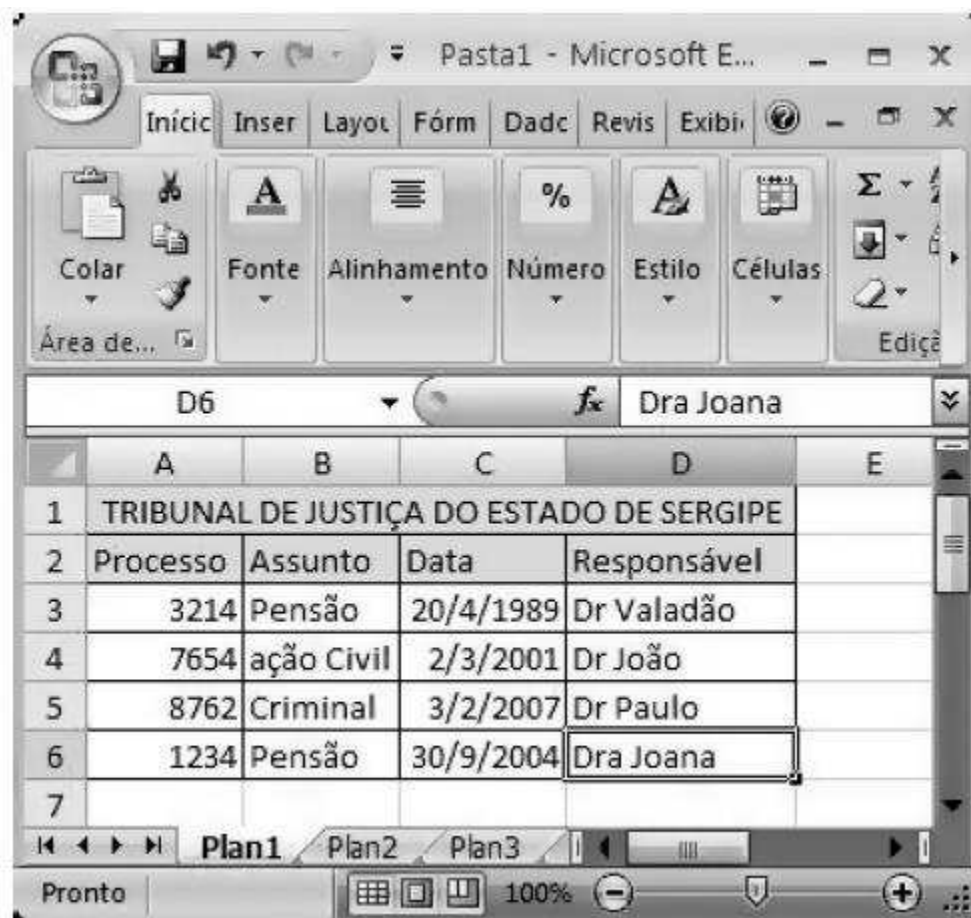 Pasta1 - Microsoft E...
Iníci Inser Layou Fórm Dadc Revis Exibi
Colar
Fonte
Alinhamento
Número
Estilo
Células
Área de...
Ediçã
D6 fx Dra Joana
A B C D E
1 TRIBUNAL DE JUSTIÇA DO ESTADO DE SERGIPE
2 Processo Assunto Data Responsável
3 3214 Pensão 20/4/1989 Dr Valadão
4 7654 ação Civil 2/3/2001 Dr João
5 8762 Criminal 3/2/2007 Dr Paulo
6 1234 Pensão 30/9/2004 Dra Joana
7
Plan1 Plan2 Plan3
Pronto 100%